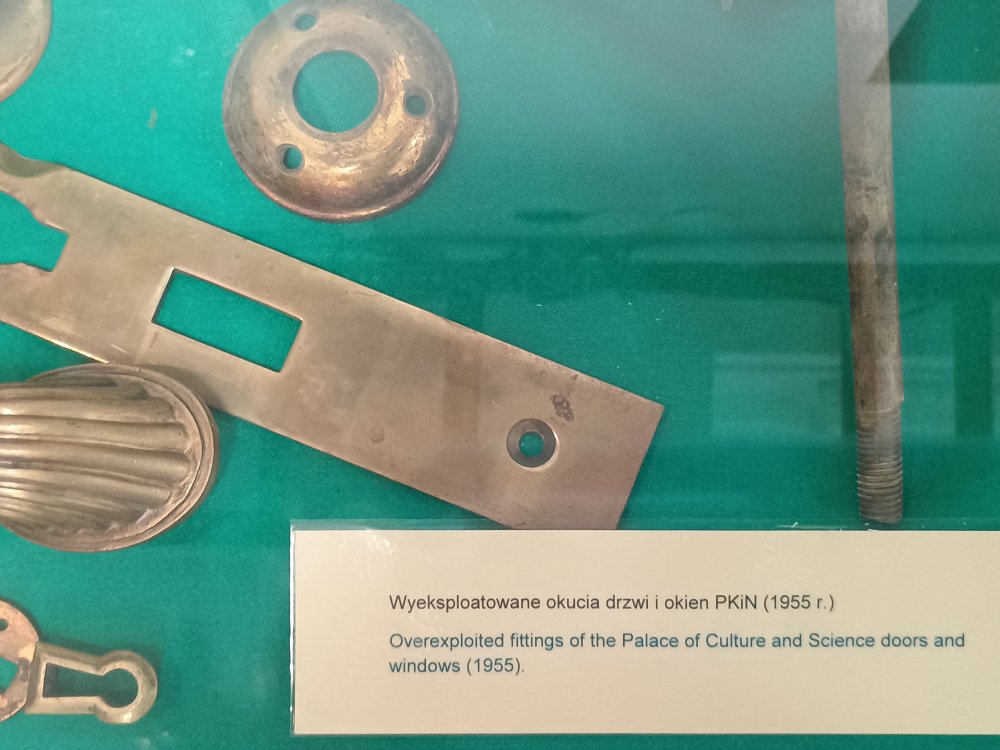 Wyeksploatowane okucia drzwi i okien PKiN (1955 r.)
Overexploited fittings of the Palace of Culture and Science doors and
windows (1955).